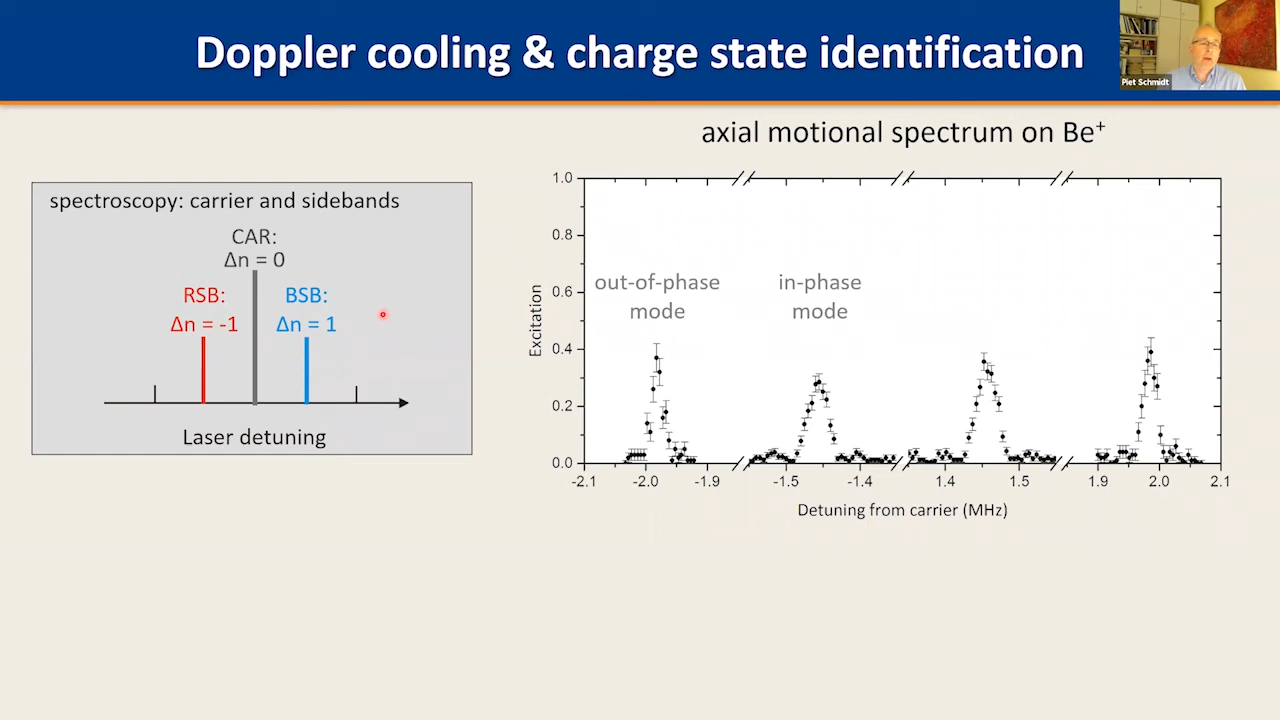 Doppler cooling & charge state identification
Piet Schmidt
axial motional spectrum on Be⁺
spectroscopy: carrier and sidebands
CAR:
Δn = 0
RSB:
Δn = -1
BSB:
Δn = 1
Laser detuning
Excitation
1.0
0.8
0.6
0.4
0.2
0.0
out-of-phase
mode
in-phase
mode
-2.1 -2.0 -1.9 -1.5 -1.4 1.4 1.5 1.9 2.0 2.1
Detuning from carrier (MHz)